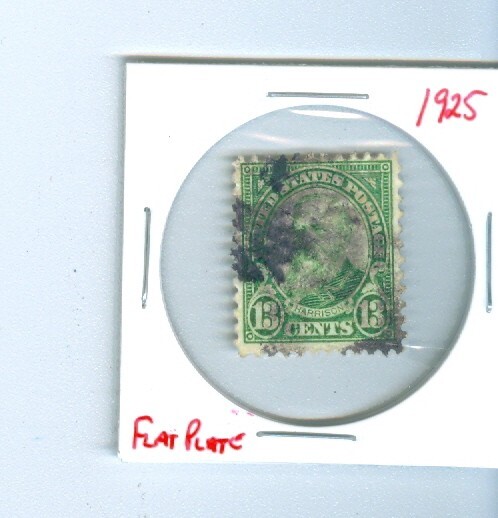 1925
UNITED STATES POSTAGE
HARRISON
13 CENTS 13
FLAT PLATE